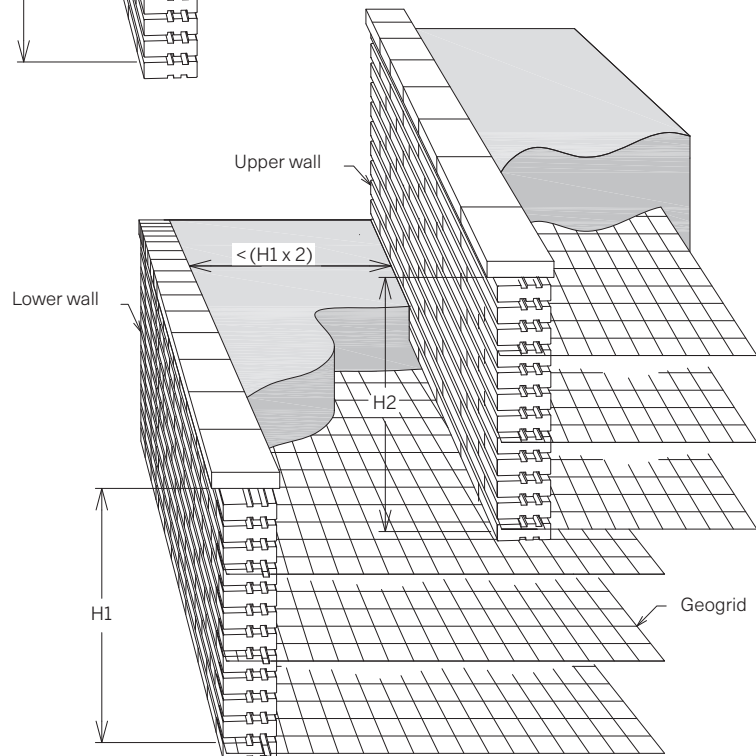 Upper wall
<(H1 x 2)
Lower wall
H2
H1
Geogrid